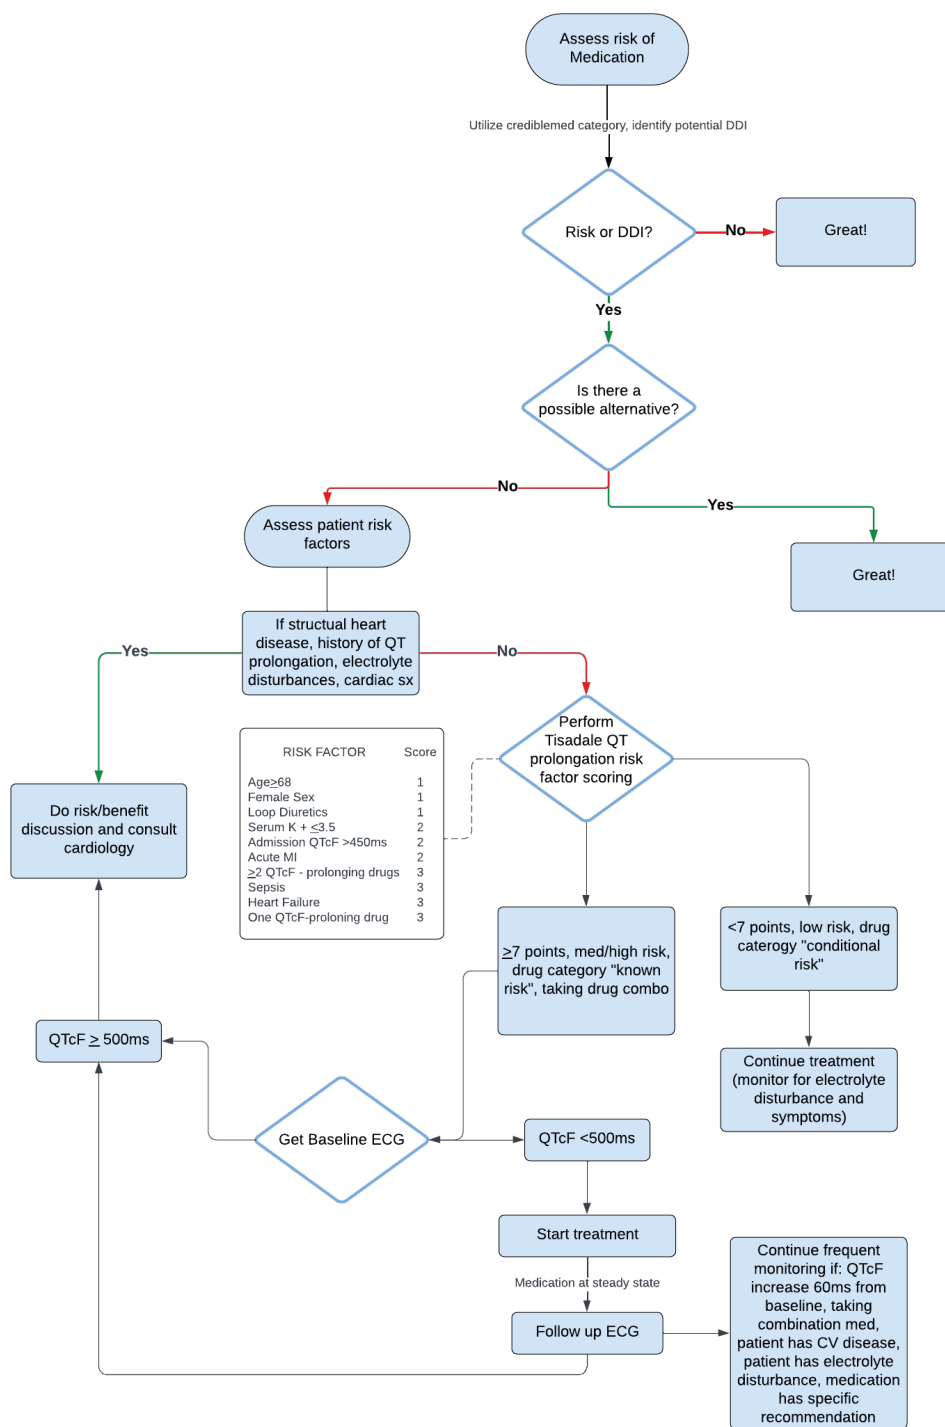 Assess risk of
Medication
Utilize crediblemed category, identify potential DDI
Risk or DDI?
No
Great!
Yes
Is there a
possible alternative?
No
Yes
Assess patient risk
factors
Great!
If structual heart
disease, history of QT
prolongation, electrolyte
disturbances, cardiac sx
Yes
No
Perform
Tisadale QT
prolongation risk
factor scoring
RISK FACTOR Score
Age≥68 1
Female Sex 1
Loop Diuretics 1
Serum K + ≤3.5 2
Admission QTcF >450ms 2
Acute MI 2
≥2 QTcF - prolonging drugs 3
Sepsis 3
Heart Failure 3
One QTcF-proloning drug 3
Do risk/benefit
discussion and consult
cardiology
≥7 points, med/high risk,
drug category "known
risk", taking drug combo
<7 points, low risk, drug
caterogy "conditional
risk"
QTcF ≥ 500ms
Continue treatment
(monitor for electrolyte
disturbance and
symptoms)
Get Baseline ECG
QTcF <500ms
Start treatment
Medication at steady state
Follow up ECG
Continue frequent
monitoring if: QTcF
increase 60ms from
baseline, taking
combination med,
patient has CV disease,
patient has electrolyte
disturbance, medication
has specific
recommendation